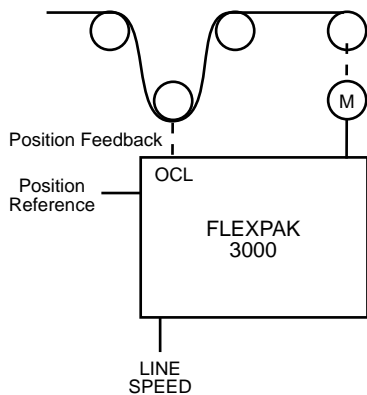 M
Position Feedback
OCL
Position
Reference
FLEXPAK
3000
LINE
SPEED